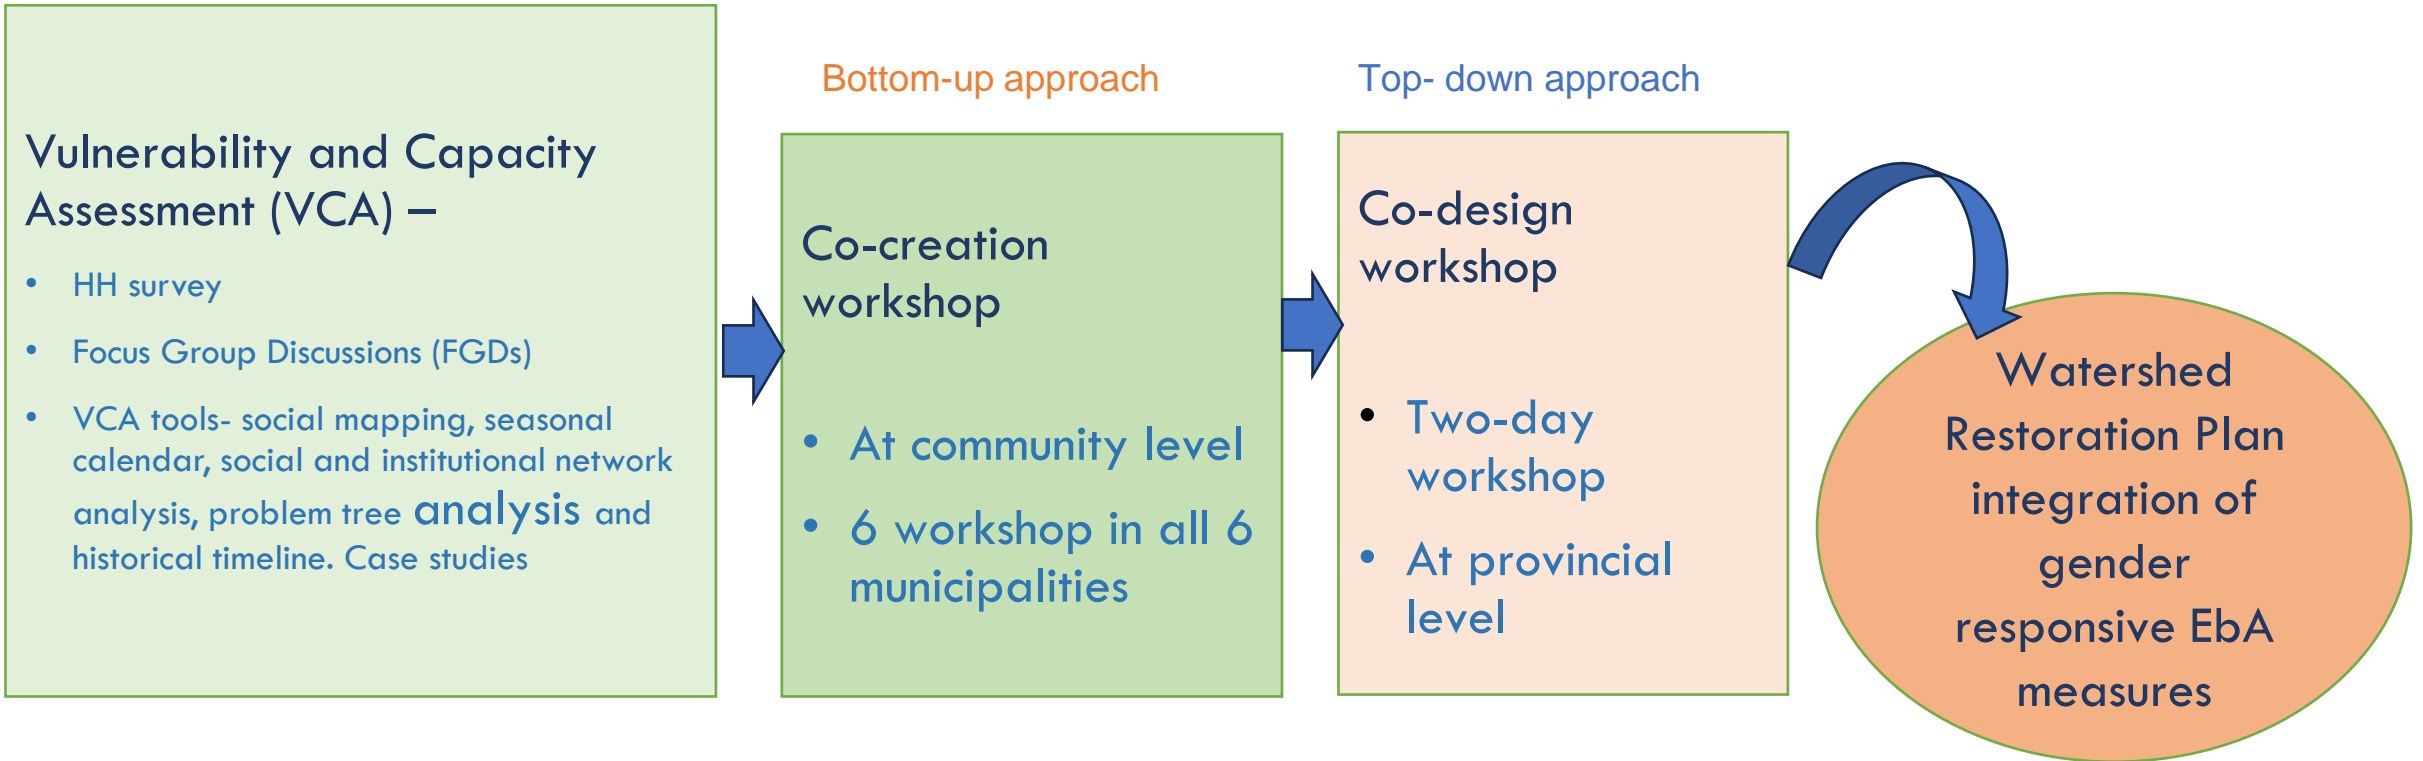 Vulnerability and Capacity
Assessment (VCA) –
• HH survey
• Focus Group Discussions (FGDs)
• VCA tools- social mapping, seasonal
calendar, social and institutional network
analysis, problem tree analysis and
historical timeline. Case studies
Bottom-up approach
Co-creation
workshop
• At community level
• 6 workshop in all 6
municipalities
Top- down approach
Co-design
workshop
• Two-day
workshop
• At provincial
level
Watershed
Restoration Plan
integration of
gender
responsive EbA
measures